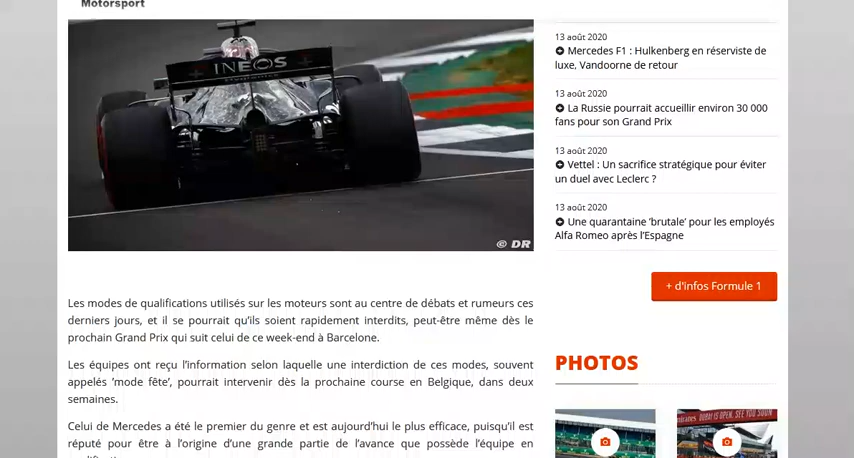 Motorsport
INEOS
© DR
Les modes de qualifications utilisés sur les moteurs sont au centre de débats et rumeurs ces
derniers jours, et il se pourrait qu’ils soient rapidement interdits, peut-être même dès le
prochain Grand Prix qui suit celui de ce week-end à Barcelone.
Les équipes ont reçu l’information selon laquelle une interdiction de ces modes, souvent
appelés ’mode fête’, pourrait intervenir dès la prochaine course en Belgique, dans deux
semaines.
Celui de Mercedes a été le premier du genre et est aujourd’hui le plus efficace, puisqu’il est
réputé pour être à l’origine d’une grande partie de l’avance que possède l’équipe en
13 août 2020
Mercedes F1 : Hulkenberg en réserviste de
luxe, Vandoorne de retour
13 août 2020
La Russie pourrait accueillir environ 30 000
fans pour son Grand Prix
13 août 2020
Vettel : Un sacrifice stratégique pour éviter
un duel avec Leclerc ?
13 août 2020
Une quarantaine ’brutale’ pour les employés
Alfa Romeo après l’Espagne
+ d'infos Formule 1
PHOTOS